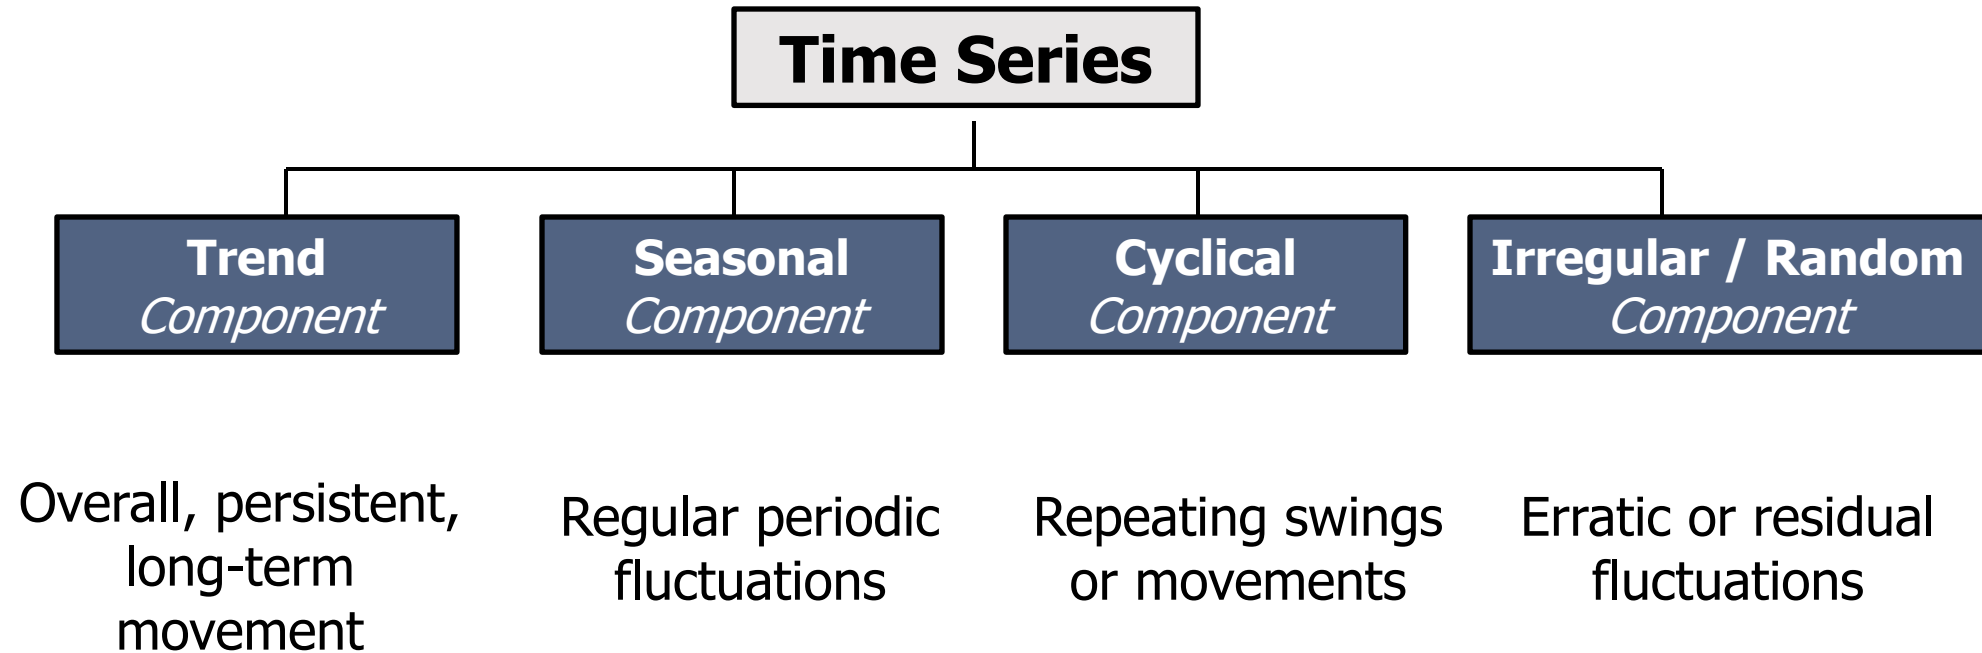 Time Series
Trend
Component
Seasonal
Component
Cyclical
Component
Irregular / Random
Component
Overall, persistent,
long-term
movement
Regular periodic
fluctuations
Repeating swings
or movements
Erratic or residual
fluctuations